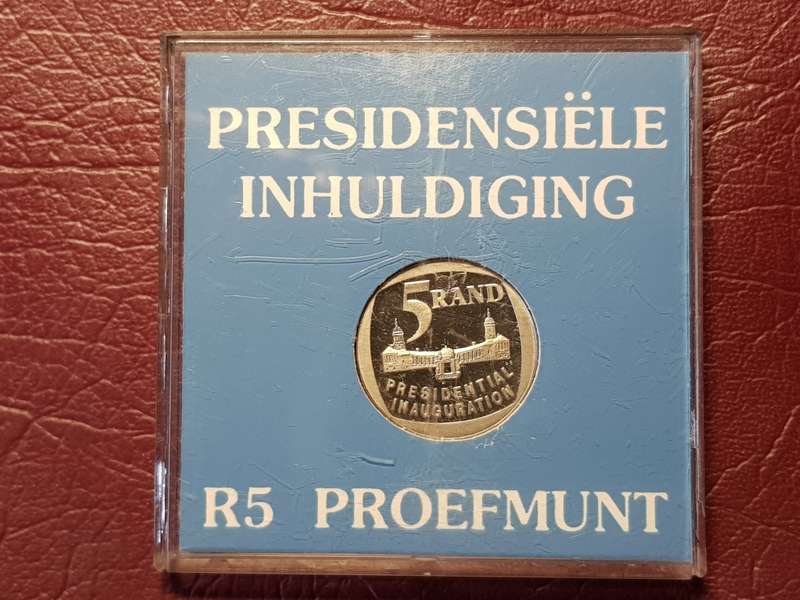 PRESIDENSIËLE
INHULDIGING
5 RAND
PRESIDENTIAL
INAUGURATION
R5 PROEFMUNT